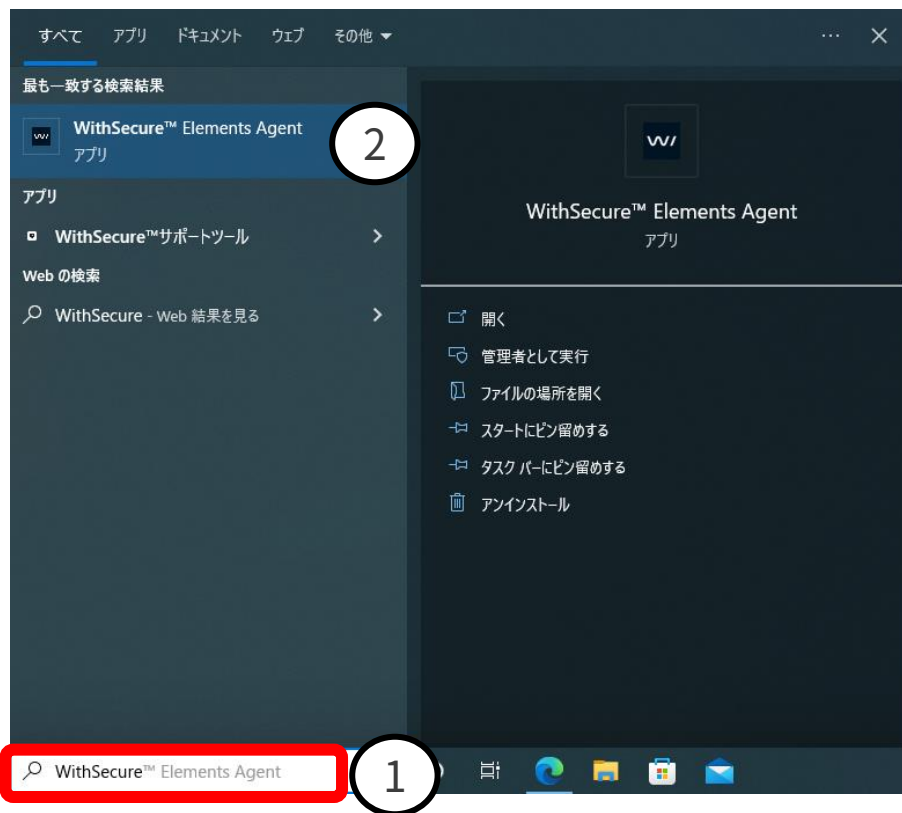 すべて アプリ ドキュメント ウェブ その他 ▼ … ×
最も一致する検索結果
WithSecure™ Elements Agent
アプリ
2
アプリ
WithSecure™サポートツール
Web の検索
WithSecure - Web 結果を見る
WithSecure™ Elements Agent
アプリ
開く
管理者として実行
ファイルの場所を開く
スタートにピン留めする
タスク バーにピン留めする
アンインストール
WithSecure™ Elements Agent
1